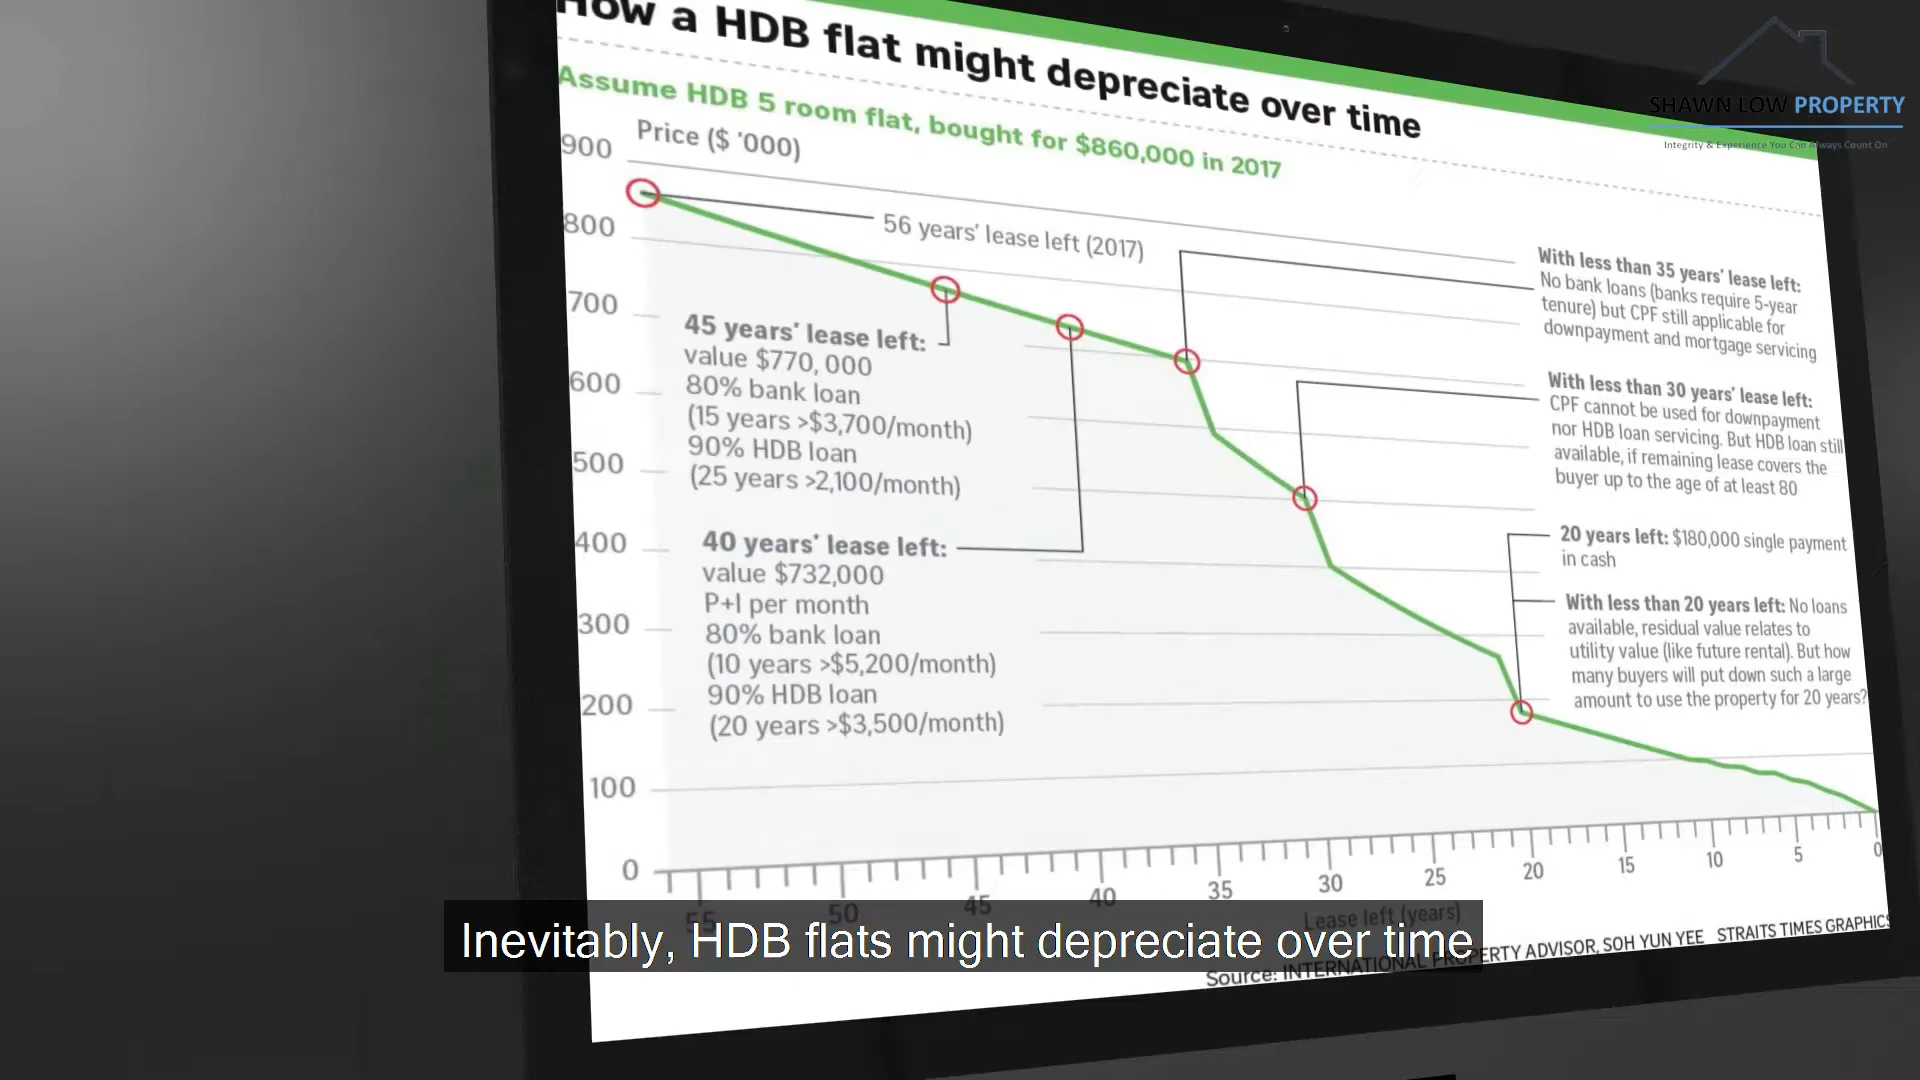 How a HDB flat might depreciate over time
SHAWN LOW PROPERTY
Integrity & Experience You Can Always Count On
Assume HDB 5 room flat, bought for $860,000 in 2017
Price ($ '000)
900
800
700
600
500
400
300
200
100
0
56 years' lease left (2017)
45 years' lease left:
value $770, 000
80% bank loan
(15 years >$3,700/month)
90% HDB loan
(25 years >2,100/month)
40 years' lease left:
value $732,000
P+I per month
80% bank loan
(10 years >$5,200/month)
90% HDB loan
(20 years >$3,500/month)
With less than 35 years' lease left:
No bank loans (banks require 5-year
tenure) but CPF still applicable for
downpayment and mortgage servicing
With less than 30 years' lease left:
CPF cannot be used for downpayment
nor HDB loan servicing. But HDB loan still
available, if remaining lease covers the
buyer up to the age of at least 80
20 years left: $180,000 single payment
in cash
With less than 20 years left: No loans
available, residual value relates to
utility value (like future rental). But how
many buyers will put down such a large
amount to use the property for 20 years?
55 50 45 40 35 30 25 20 15 10 5 0
Lease left (years)
Inevitably, HDB flats might depreciate over time
Source: INTERNATIONAL PROPERTY ADVISOR, SOH YUN YEE STRAITS TIMES GRAPHICS